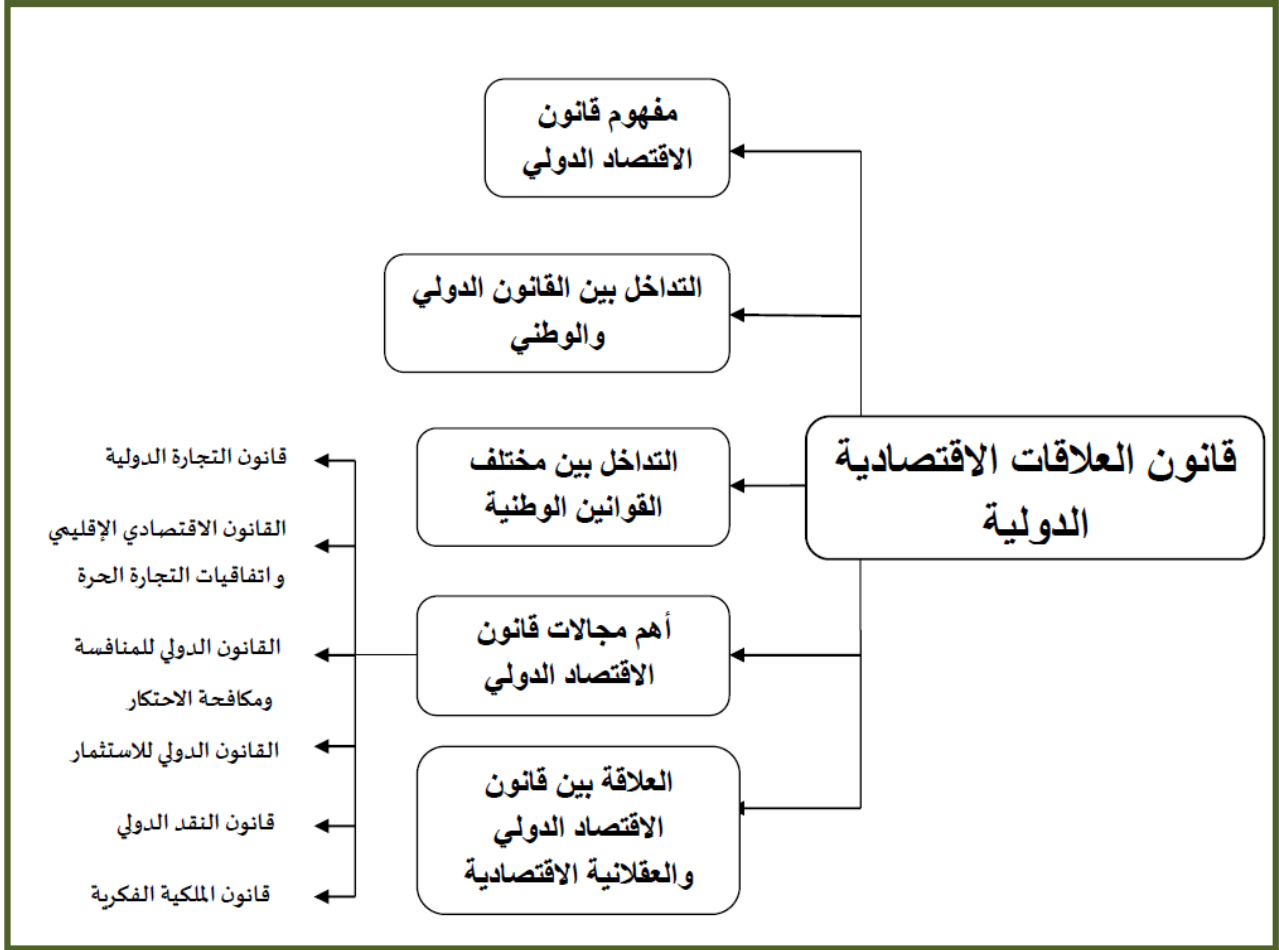 قانون العلاقات الاقتصادية
الدولية
مفهوم قانون
الاقتصاد الدولي
التداخل بين القانون الدولي
والوطني
التداخل بين مختلف
القوانين الوطنية
أهم مجالات قانون
الاقتصاد الدولي
قانون التجارة الدولية
القانون الاقتصادي الإقليمي
واتفاقيات التجارة الحرة
القانون الدولي للمنافسة
ومكافحة الاحتكار
القانون الدولي للاستثمار
قانون النقد الدولي
قانون الملكية الفكرية
العلاقة بين قانون
الاقتصاد الدولي
والعقلانية الاقتصادية